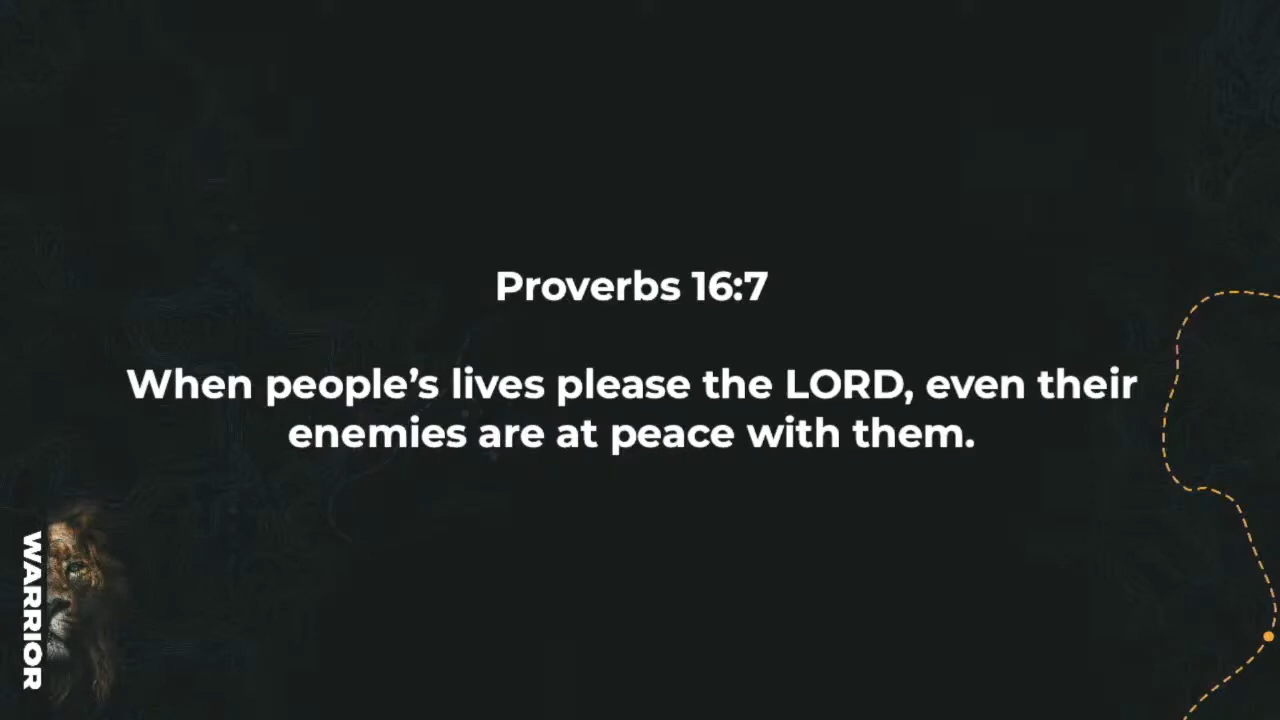 Proverbs 16:7
When people’s lives please the LORD, even their
enemies are at peace with them.
WARRIOR